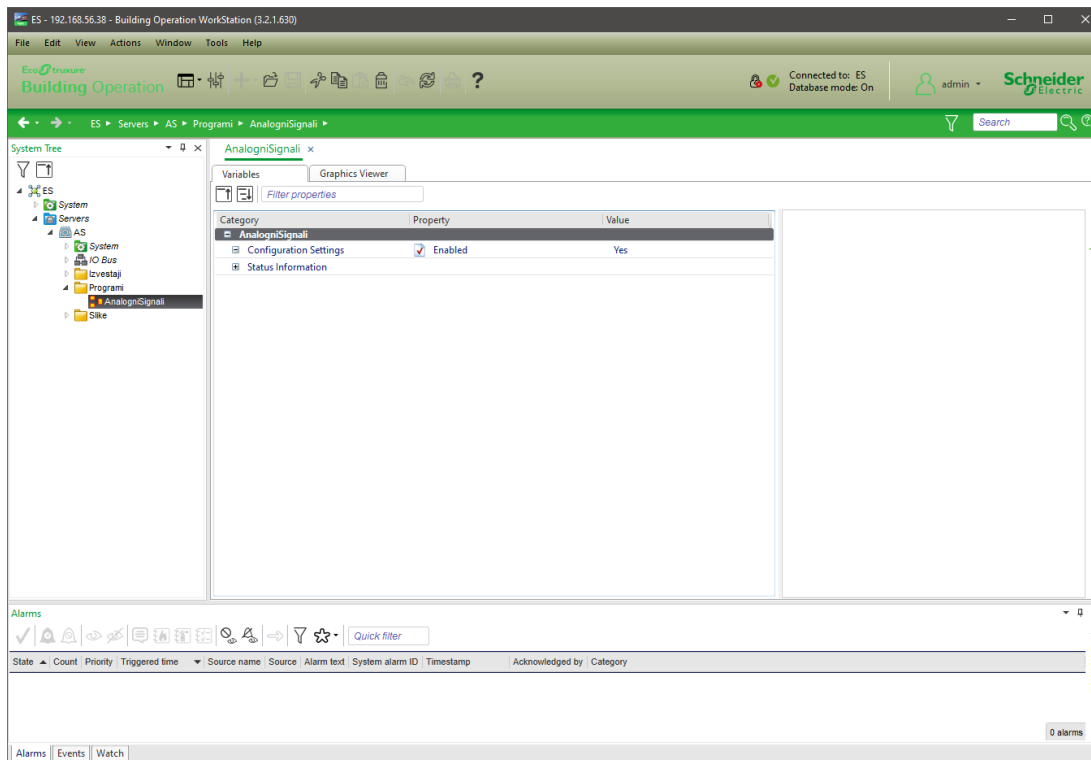 ES - 192.168.56.38 - Building Operation WorkStation (3.2.1.630)
File Edit View Actions Window Tools Help
EcoStruxure
Building Operation
Connected to: ES
Database mode: On
admin
Schneider
Electric
ES Servers AS Programi AnalogniSignali
Search
System Tree
ES
System
Servers
AS
System
IO Bus
Izvestaji
Programi
AnalogniSignali
Slike
AnalogniSignali
Variables Graphics Viewer
Filter properties
Category Property Value
AnalogniSignali
Configuration Settings Enabled Yes
Status Information
Alarms
Quick filter
State Count Priority Triggered time Source name Source Alarm text System alarm ID Timestamp Acknowledged by Category
0 alarms
Alarms Events Watch